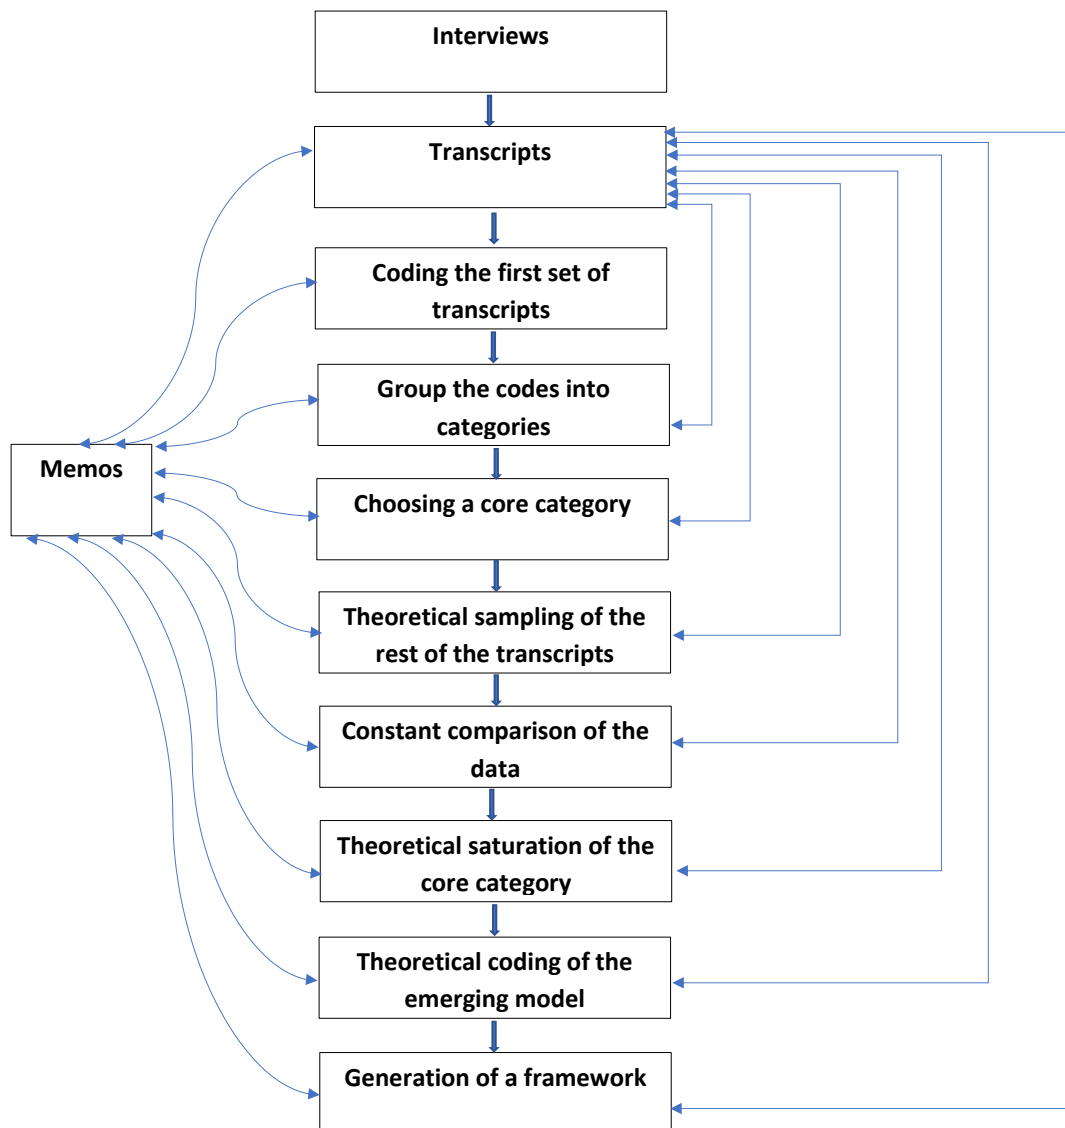 Interviews
Transcripts
Coding the first set of
transcripts
Group the codes into
categories
Memos
Choosing a core category
Theoretical sampling of the
rest of the transcripts
Constant comparison of the
data
Theoretical saturation of the
core category
Theoretical coding of the
emerging model
Generation of a framework